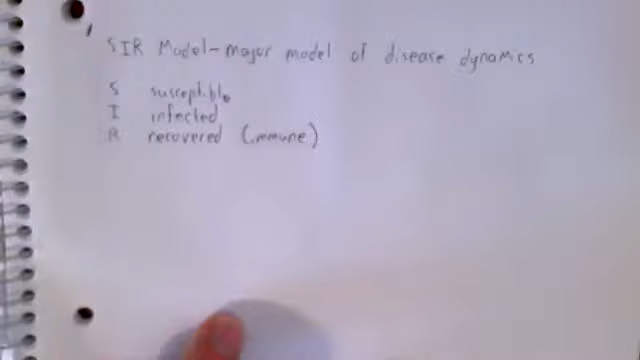 SIR Model-major model of disease dynamics
S susceptible
I infected
R recovered (immune)